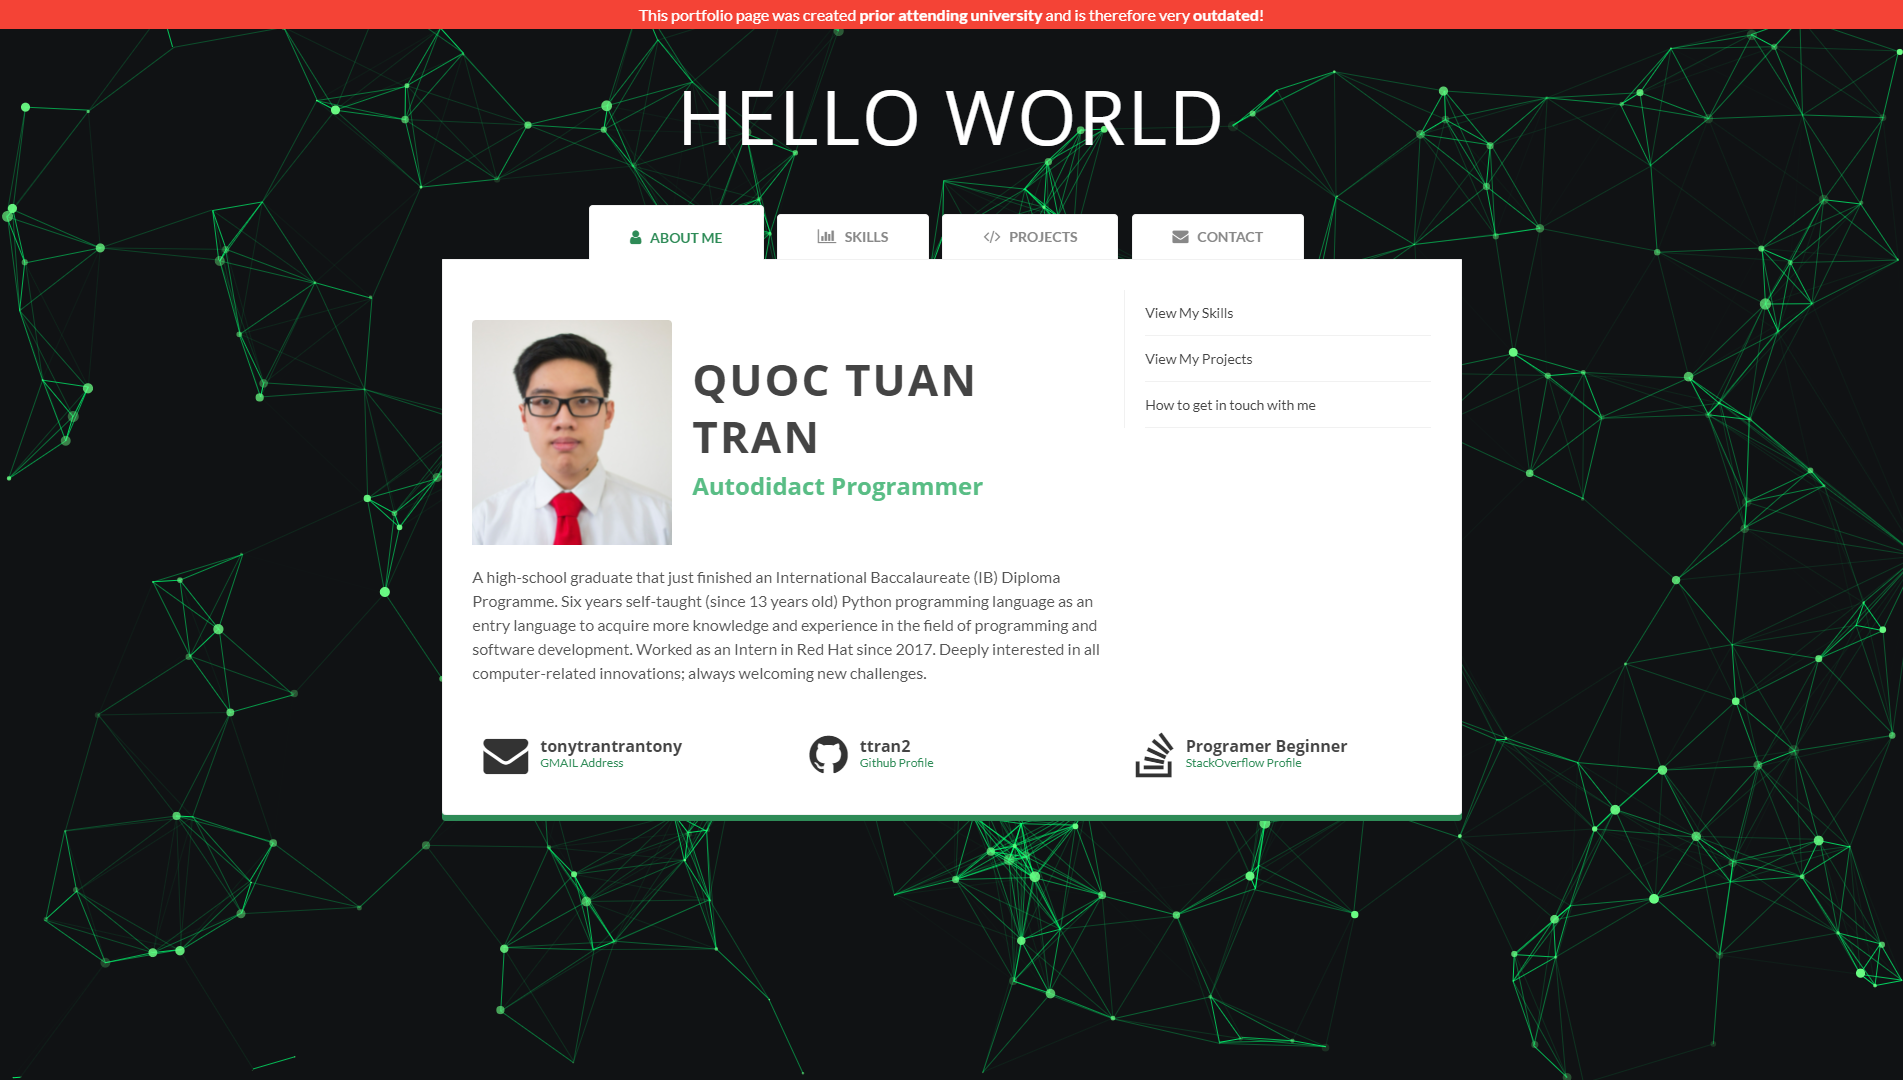 This portfolio page was created prior attending university and is therefore very outdated!
HELLO WORLD
ABOUT ME
SKILLS
PROJECTS
CONTACT
QUOC TUAN
TRAN
Autodidact Programmer
View My Skills
View My Projects
How to get in touch with me
A high-school graduate that just finished an International Baccalaureate (IB) Diploma
Programme. Six years self-taught (since 13 years old) Python programming language as an
entry language to acquire more knowledge and experience in the field of programming and
software development. Worked as an Intern in Red Hat since 2017. Deeply interested in all
computer-related innovations; always welcoming new challenges.
tonytrantrantony
GMAIL Address
ttran2
Github Profile
Programer Beginner
StackOverflow Profile